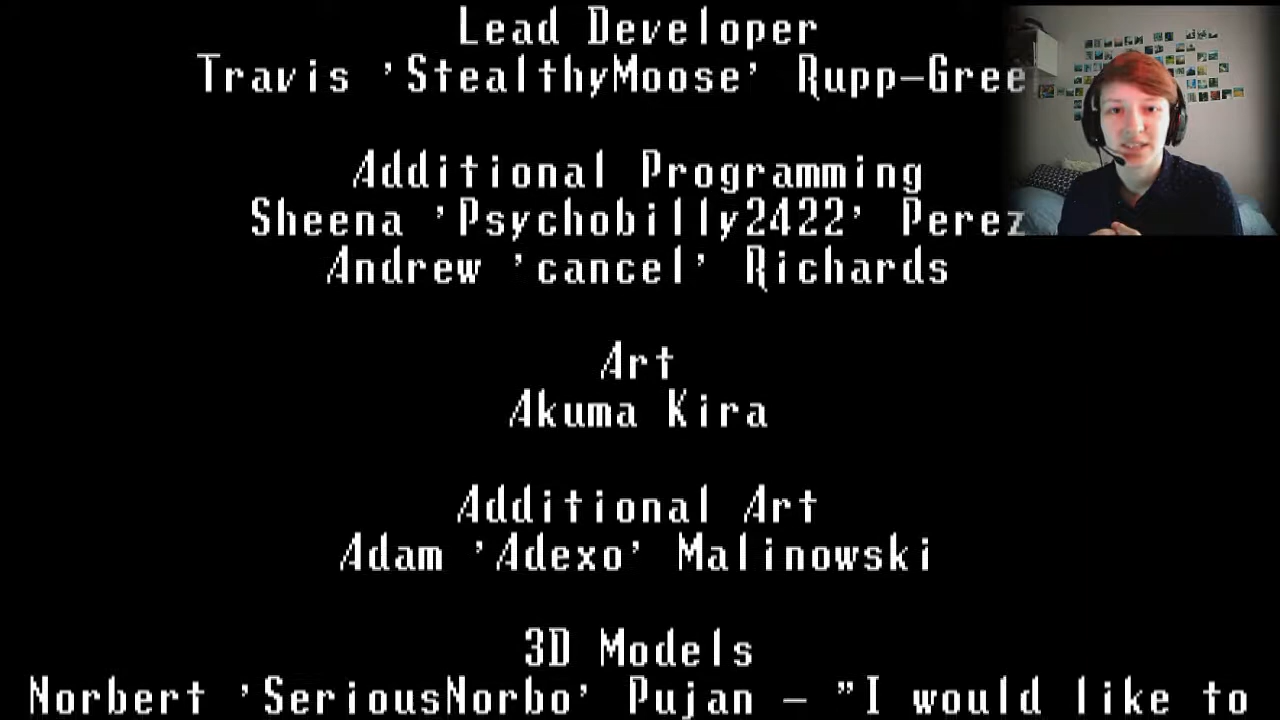 Lead Developer
Travis 'StealthyMoose' Rupp-Gree
Additional Programming
Sheena 'Psychobilly2422' Perez
Andrew 'cancel' Richards
Art
Akuma Kira
Additional Art
Adam 'Adexo' Malinowski
3D Models
Norbert 'SeriousNorbo' Pujan - "I would like to